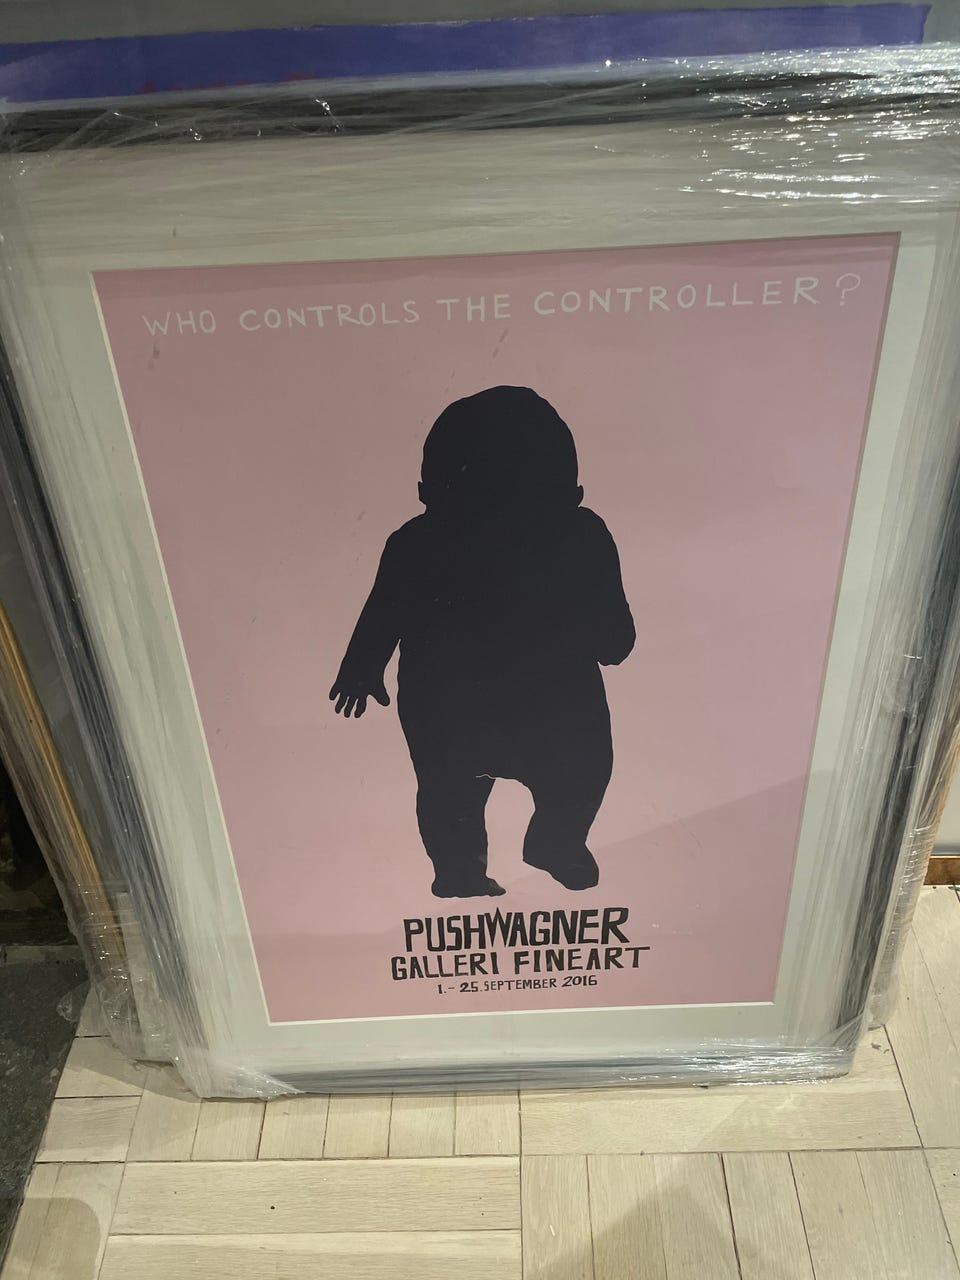 WHO CONTROLS THE CONTROLLER?
PUSHWAGNER
GALLERI FINEART
1.- 25. SEPTEMBER 2016